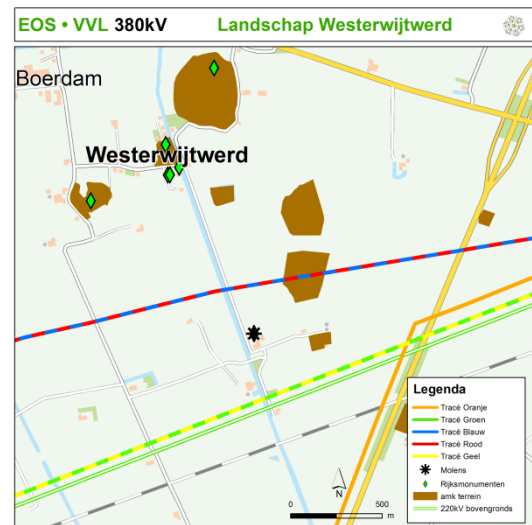 EOS • VVL 380kV Landschap Westerwijtwerd
Boerdam
Westerwijtwerd
Legenda
Tracé Oranje
Tracé Groen
Tracé Blauw
Tracé Rood
Tracé Geel
Molens
Rijksmonumenten
amk terrein
220kV bovengronds
N
0 500
m